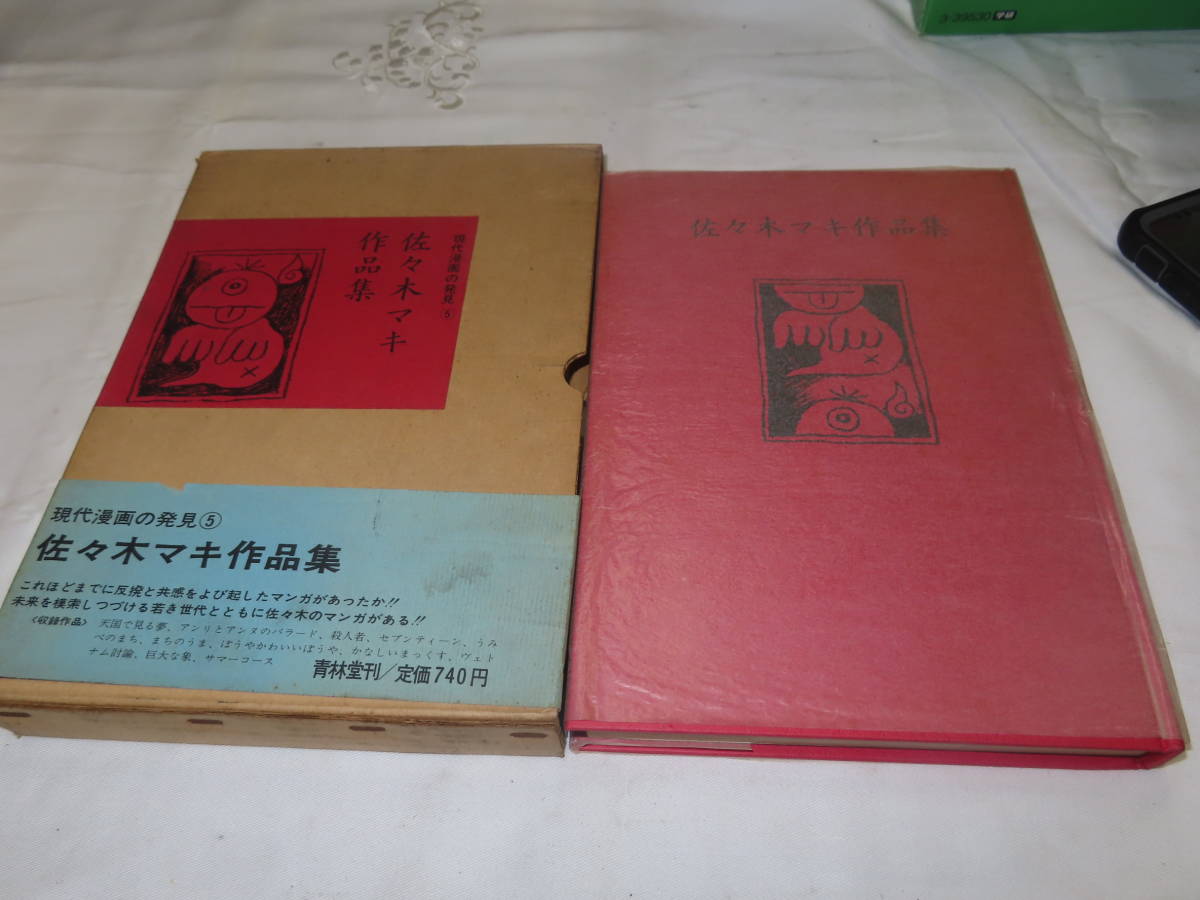 3-39530 学研
現代漫画の発見 5
佐々木マキ
作品集
佐々木マキ作品集
現代漫画の発見⑤
佐々木マキ作品集
これほどまでに反撥と共感をよび起したマンガがあったか!!
未来を模索しつづける若き世代とともに佐々木のマンガがある!!
〈収録作品〉 天国で見る夢、アンリとアンヌのバラード、殺人者、セブンティーン、うみ
べのまち、まちのうま、ぼうやかわいいぼうや、かなしいまっくす、ヴェト
ナム討論、巨大な象、サマーコース
青林堂刊/定価740円